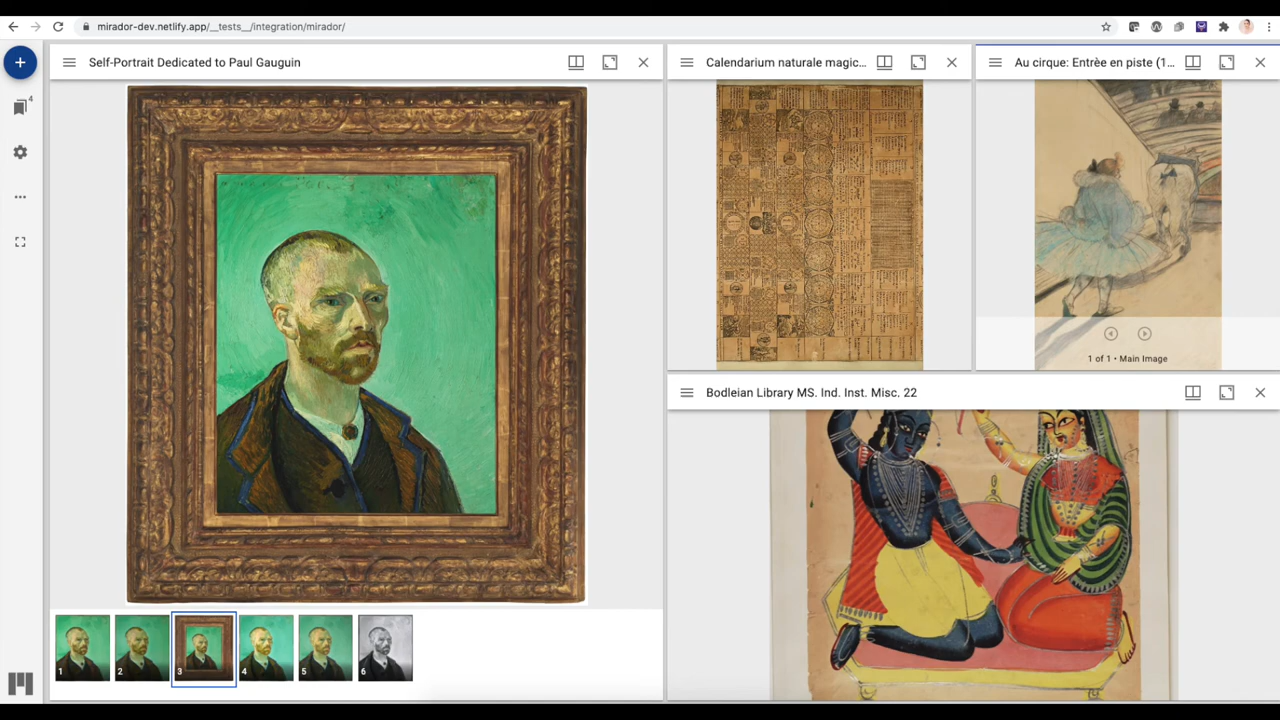 mirador-dev.netlify.app/__tests__/integration/mirador/
4
Self-Portrait Dedicated to Paul Gauguin
Calendarium naturale magic...
Au cirque: Entrèe en piste (1...
1 of 1 • Main Image
Bodleian Library MS. Ind. Inst. Misc. 22
1
2
3
4
5
6